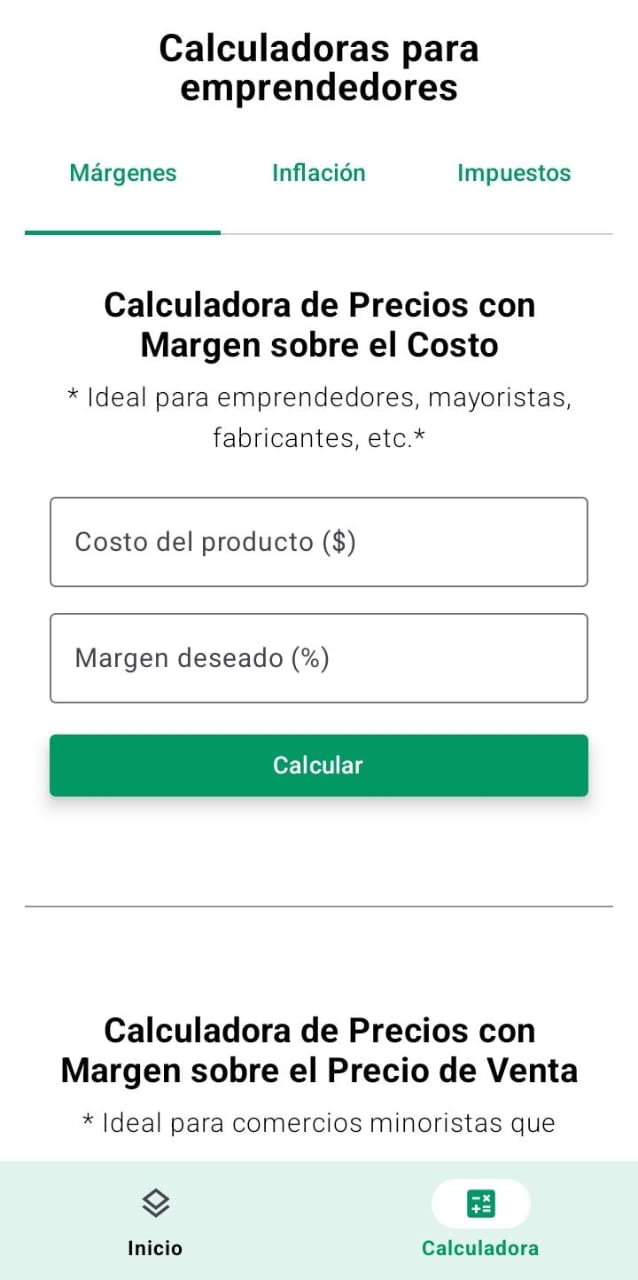 Calculadoras para
emprendedores
Márgenes
Inflación
Impuestos
Calculadora de Precios con
Margen sobre el Costo
* Ideal para emprendedores, mayoristas,
fabricantes, etc.*
Costo del producto ($)
Margen deseado (%)
Calcular
Calculadora de Precios con
Margen sobre el Precio de Venta
* Ideal para comercios minoristas que
Inicio
Calculadora